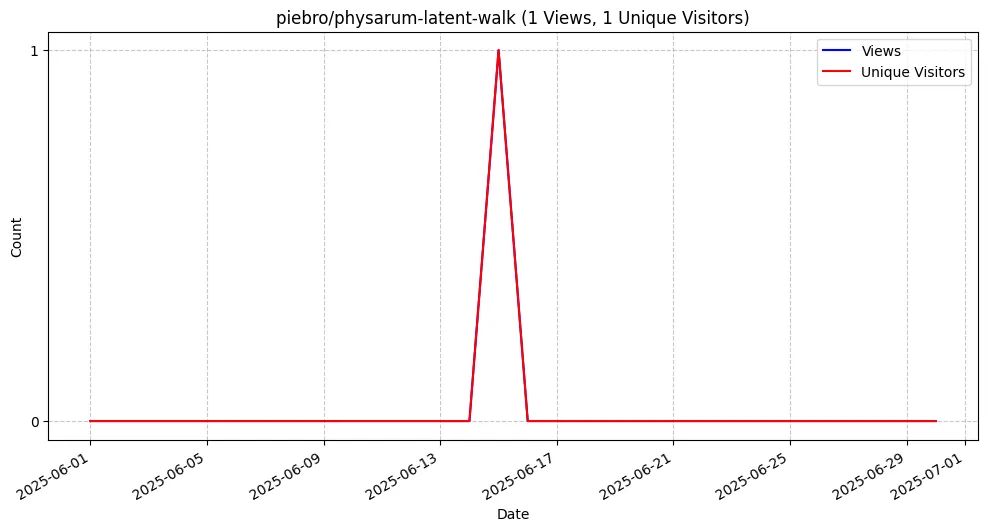 piebro/physarum-latent-walk (1 Views, 1 Unique Visitors)
Views
Unique Visitors
1
0
Count
2025-06-01
2025-06-05
2025-06-09
2025-06-13
2025-06-17
2025-06-21
2025-06-25
2025-06-29
2025-07-01
Date